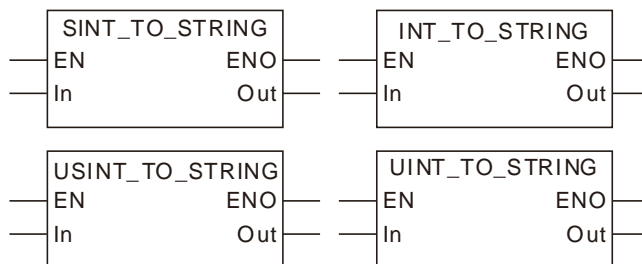 SINT_TO_STRING
EN ENO
In Out
INT_TO_STRING
EN ENO
In Out
USINT_TO_STRING
EN ENO
In Out
UINT_TO_STRING
EN ENO
In Out